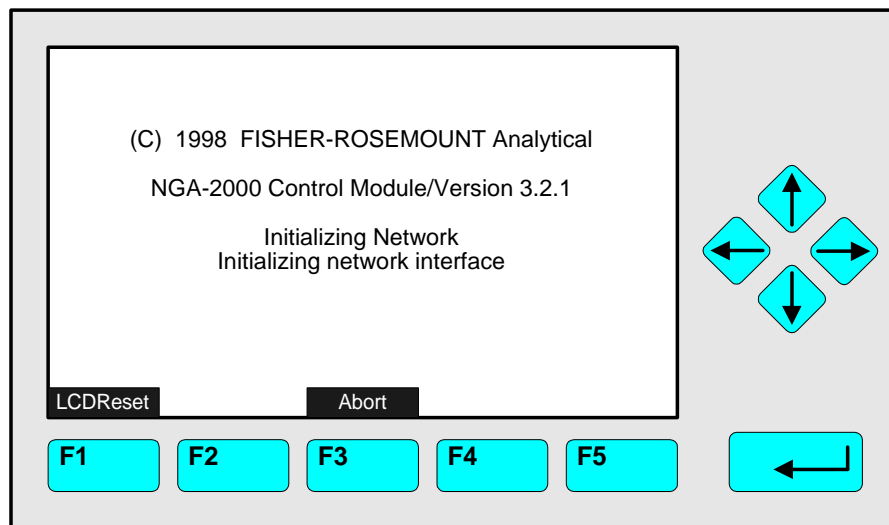 (C) 1998 FISHER-ROSEMOUNT Analytical
NGA-2000 Control Module/Version 3.2.1
Initializing Network
Initializing network interface
LCDReset Abort
F1 F2 F3 F4 F5